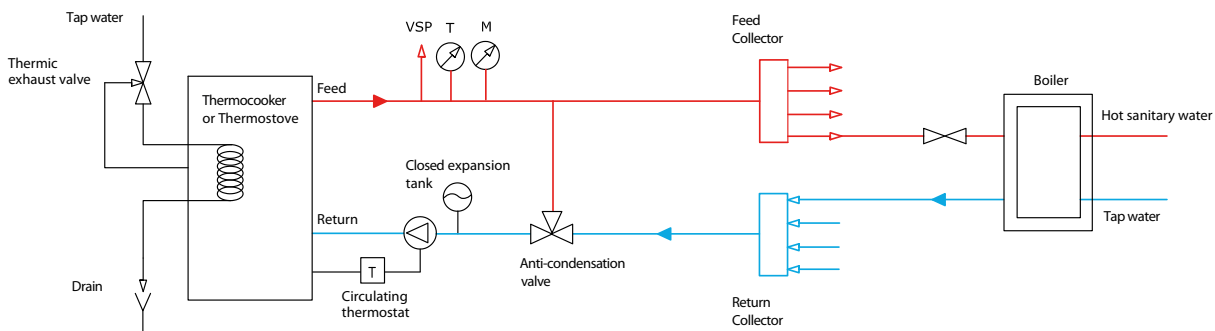 Tap water
Thermic
exhaust valve
Thermocooker
or Thermostove
Feed
VSP
T
M
Feed
Collector
Boiler
Hot sanitary water
Closed expansion
tank
Return
Tap water
T
Anti-condensation
valve
Circulating
thermostat
Drain
Return
Collector